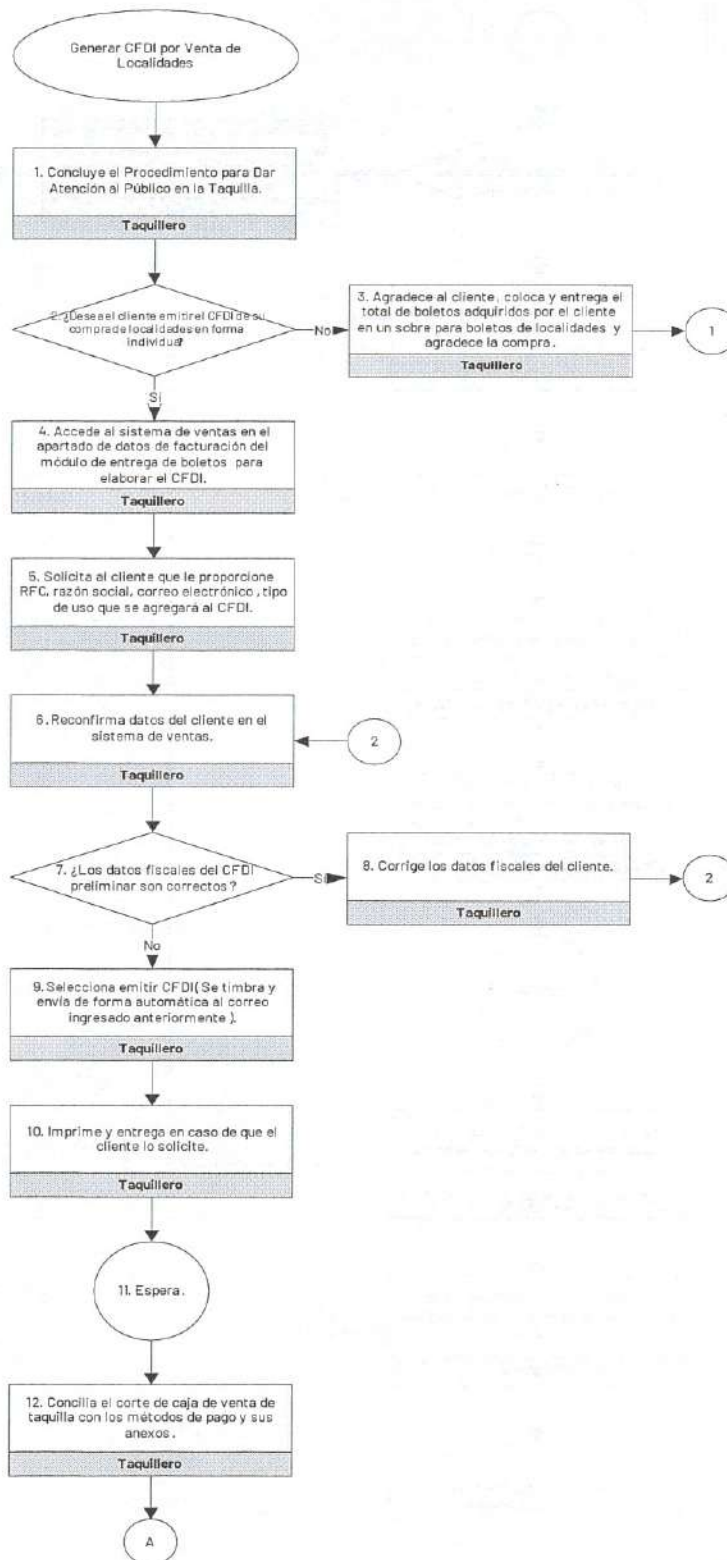 Generar CFDI por Venta de
Localidades
1. Concluye el Procedimiento para Dar
Atención al Público en la Taquilla.
Taquillero
2. ¿Desea el cliente emitir el CFDI de su
compra de localidades en forma
individua?
No
3. Agradece al cliente, coloca y entrega el
total de boletos adquiridos por el cliente
en un sobre para boletos de localidades y
agradece la compra.
Taquillero
1
Sí
4. Accede al sistema de ventas en el
apartado de datos de facturación del
módulo de entrega de boletos para
elaborar el CFDI.
Taquillero
5. Solicita al cliente que le proporcione
RFC, razón social, correo electrónico, tipo
de uso que se agregará al CFDI.
Taquillero
6. Reconfirma datos del cliente en el
sistema de ventas.
Taquillero
2
7. ¿Los datos fiscales del CFDI
preliminar son correctos?
Sí
8. Corrige los datos fiscales del cliente.
Taquillero
2
No
9. Selecciona emitir CFDI( Se timbra y
envía de forma automática al correo
ingresado anteriormente ).
Taquillero
10. Imprime y entrega en caso de que el
cliente lo solicite.
Taquillero
11. Espera.
12. Concilia el corte de caja de venta de
taquilla con los métodos de pago y sus
anexos.
Taquillero
A